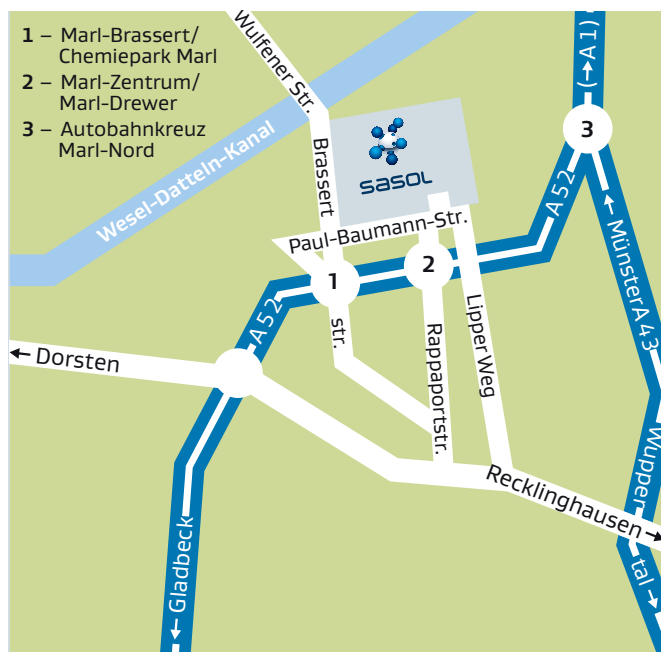 1 – Marl-Brassert/
Chemiepark Marl
2 – Marl-Zentrum/
Marl-Drewer
3 – Autobahnkreuz
Marl-Nord
Wulfener Str.
(→A1)
3
Wesel-Datteln-Kanal
Brassert
sasol
A52
Paul-Baumann-Str.
1
2
←Münster A43
A52
str.
Rappaportstr.
Lipper Weg
← Dorsten
Recklinghausen→
Wupper
tal→
←Gladbeck